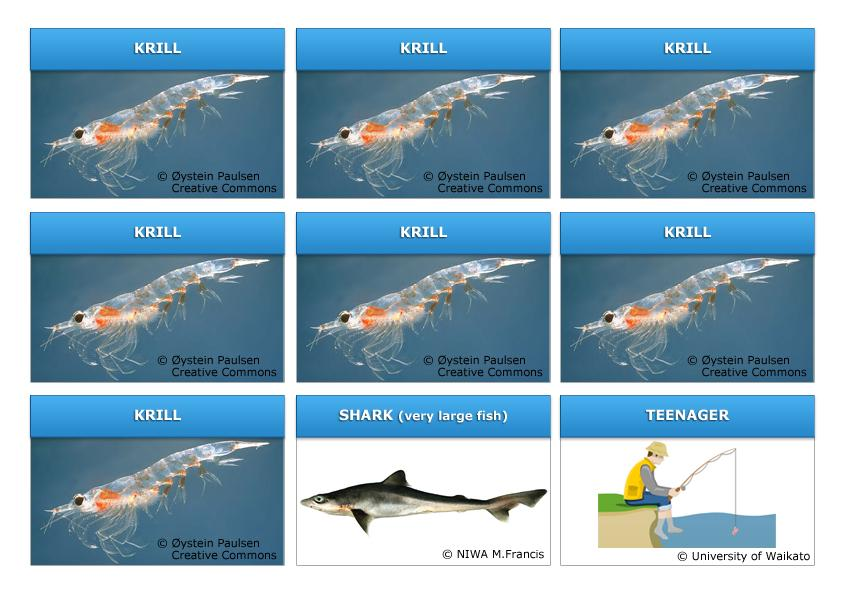 KRILL
© Øystein Paulsen
Creative Commons
KRILL
© Øystein Paulsen
Creative Commons
KRILL
© Øystein Paulsen
Creative Commons
KRILL
© Øystein Paulsen
Creative Commons
KRILL
© Øystein Paulsen
Creative Commons
KRILL
© Øystein Paulsen
Creative Commons
KRILL
© Øystein Paulsen
Creative Commons
SHARK (very large fish)
© NIWA M.Francis
TEENAGER
© University of Waikato